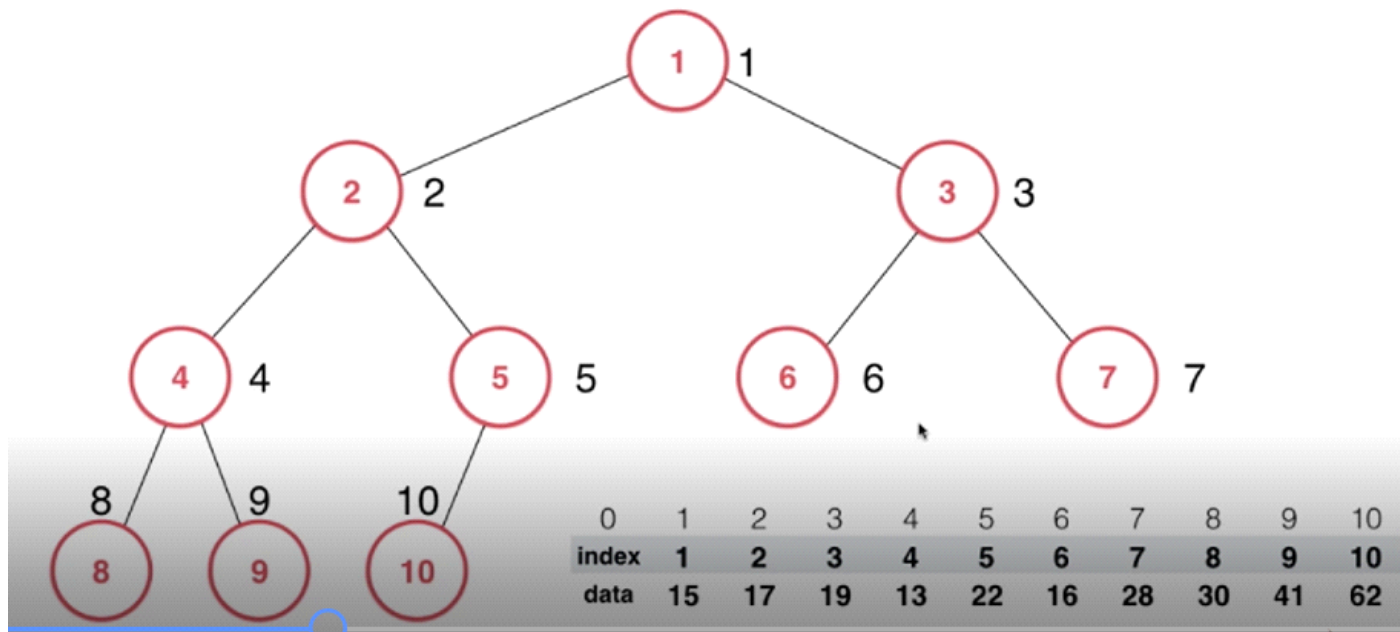 1 1
2 2 3 3
4 4 5 5 6 6 7 7
8 9 10
8 9 10
0 1 2 3 4 5 6 7 8 9 10
index 1 2 3 4 5 6 7 8 9 10
data 15 17 19 13 22 16 28 30 41 62